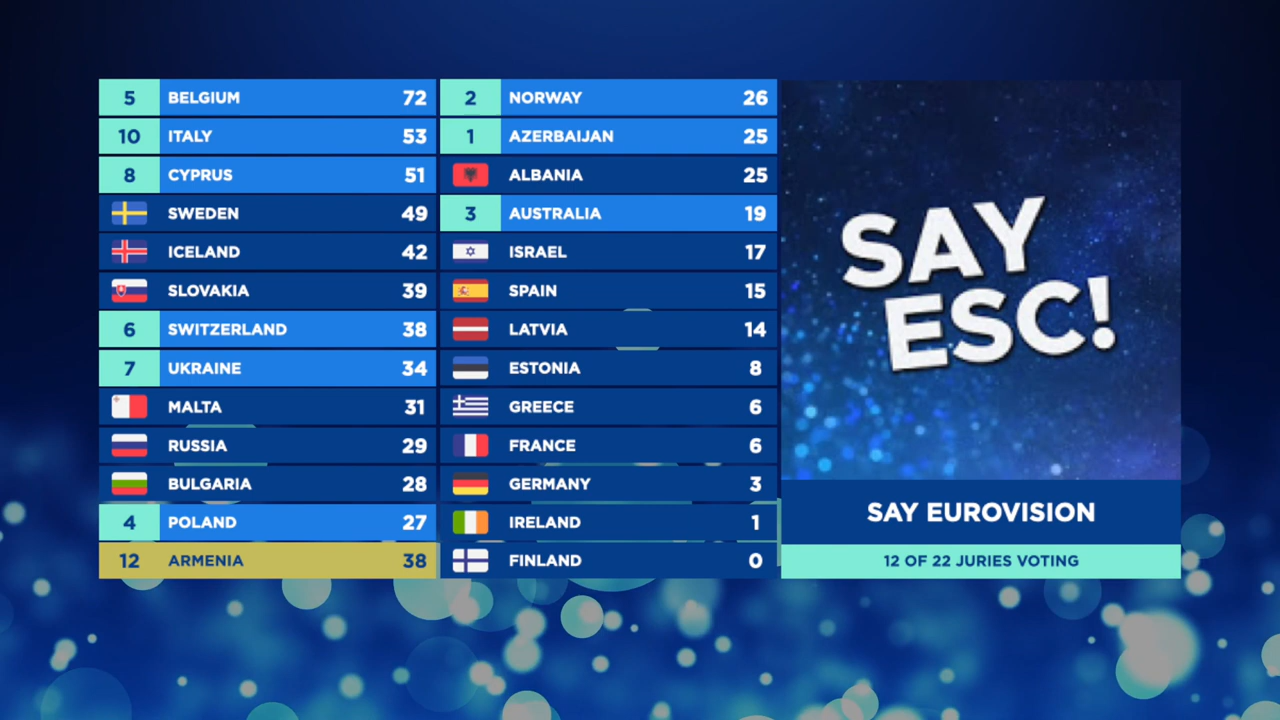 5 BELGIUM 72
10 ITALY 53
8 CYPRUS 51
SWEDEN 49
ICELAND 42
SLOVAKIA 39
6 SWITZERLAND 38
7 UKRAINE 34
MALTA 31
RUSSIA 29
BULGARIA 28
4 POLAND 27
12 ARMENIA 38
2 NORWAY 26
1 AZERBAIJAN 25
ALBANIA 25
3 AUSTRALIA 19
ISRAEL 17
SPAIN 15
LATVIA 14
ESTONIA 8
GREECE 6
FRANCE 6
GERMANY 3
IRELAND 1
FINLAND 0
SAY
ESC!
SAY EUROVISION
12 OF 22 JURIES VOTING